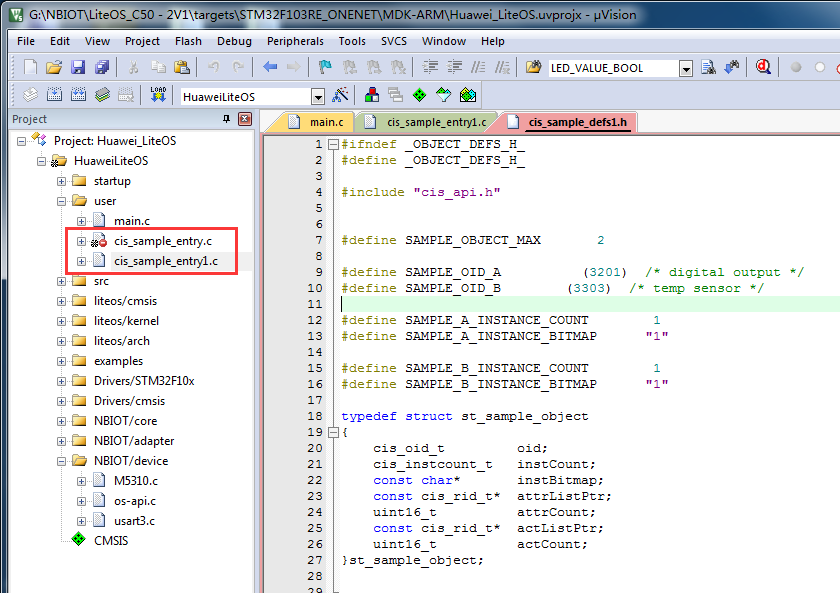 G:\NBIOT\LiteOS_C50 - 2V1\targets\STM32F103RE_ONENET\MDK-ARM\Huawei_LiteOS.uvprojx - µVision
File Edit View Project Flash Debug Peripherals Tools SVCS Window Help
LED_VALUE_BOOL
LOAD
HuaweiLiteOS
Project
Project: Huawei_LiteOS
HuaweiLiteOS
startup
user
main.c
cis_sample_entry.c
cis_sample_entry1.c
src
liteos/cmsis
liteos/kernel
liteos/arch
examples
Drivers/STM32F10x
Drivers/cmsis
NBIOT/core
NBIOT/adapter
NBIOT/device
M5310.c
os-api.c
usart3.c
CMSIS
main.c cis_sample_entry1.c cis_sample_defs1.h
1 #ifndef _OBJECT_DEFS_H_
2 #define _OBJECT_DEFS_H_
3
4 #include "cis_api.h"
5
6
7 #define SAMPLE_OBJECT_MAX 2
8
9 #define SAMPLE_OID_A (3201) /* digital output */
10 #define SAMPLE_OID_B (3303) /* temp sensor */
11
12 #define SAMPLE_A_INSTANCE_COUNT 1
13 #define SAMPLE_A_INSTANCE_BITMAP "1"
14
15 #define SAMPLE_B_INSTANCE_COUNT 1
16 #define SAMPLE_B_INSTANCE_BITMAP "1"
17
18 typedef struct st_sample_object
19 {
20 cis_oid_t oid;
21 cis_instcount_t instCount;
22 const char* instBitmap;
23 const cis_rid_t* attrListPtr;
24 uint16_t attrCount;
25 const cis_rid_t* actListPtr;
26 uint16_t actCount;
27 }st_sample_object;
28
29